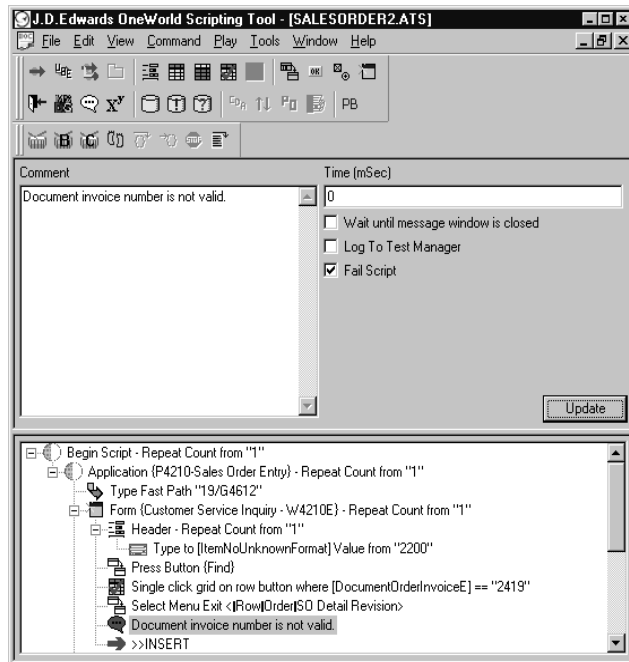 J.D.Edwards OneWorld Scripting Tool - [SALESORDER2.ATS]
File Edit View Command Play Tools Window Help
UBE OK
xʸ PB
B C STOP
Comment
Time (mSec)
Document invoice number is not valid.
0
Wait until message window is closed
Log To Test Manager
Fail Script
Update
Begin Script - Repeat Count from "1"
Application {P4210-Sales Order Entry} - Repeat Count from "1"
Type Fast Path "19/G4612"
Form {Customer Service Inquiry - W4210E} - Repeat Count from "1"
Header - Repeat Count from "1"
Type to [ItemNoUnknownFormat] Value from "2200"
Press Button {Find}
Single click grid on row button where [DocumentOrderInvoiceE] == "2419"
Select Menu Exit <|Row|Order|SO Detail Revision>
Document invoice number is not valid.
>>INSERT